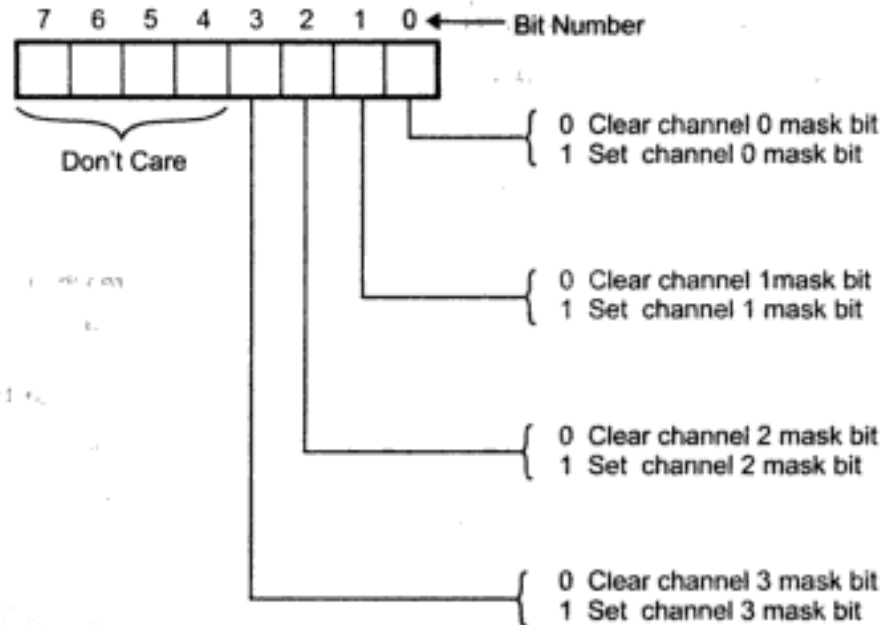 7 6 5 4 3 2 1 0 Bit Number
0 Clear channel 0 mask bit
1 Set channel 0 mask bit
Don't Care
0 Clear channel 1mask bit
1 Set channel 1 mask bit
0 Clear channel 2 mask bit
1 Set channel 2 mask bit
0 Clear channel 3 mask bit
1 Set channel 3 mask bit